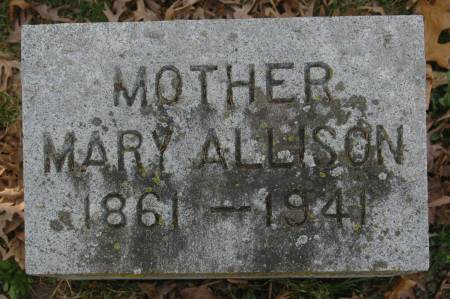 MOTHER
MARY ALLISON
1861 – 1941